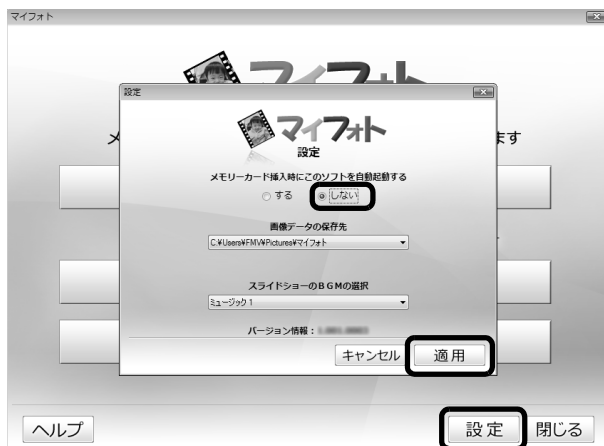 マイフォト
マイフォト
メ
ます
設定
マイフォト
設定
メモリーカード挿入時にこのソフトを自動起動する
する
しない
画像データの保存先
C:¥Users¥FMV¥Pictures¥マイフォト
スライドショーのBGMの選択
ミュージック1
バージョン情報：
キャンセル
適用
ヘルプ
設定
閉じる